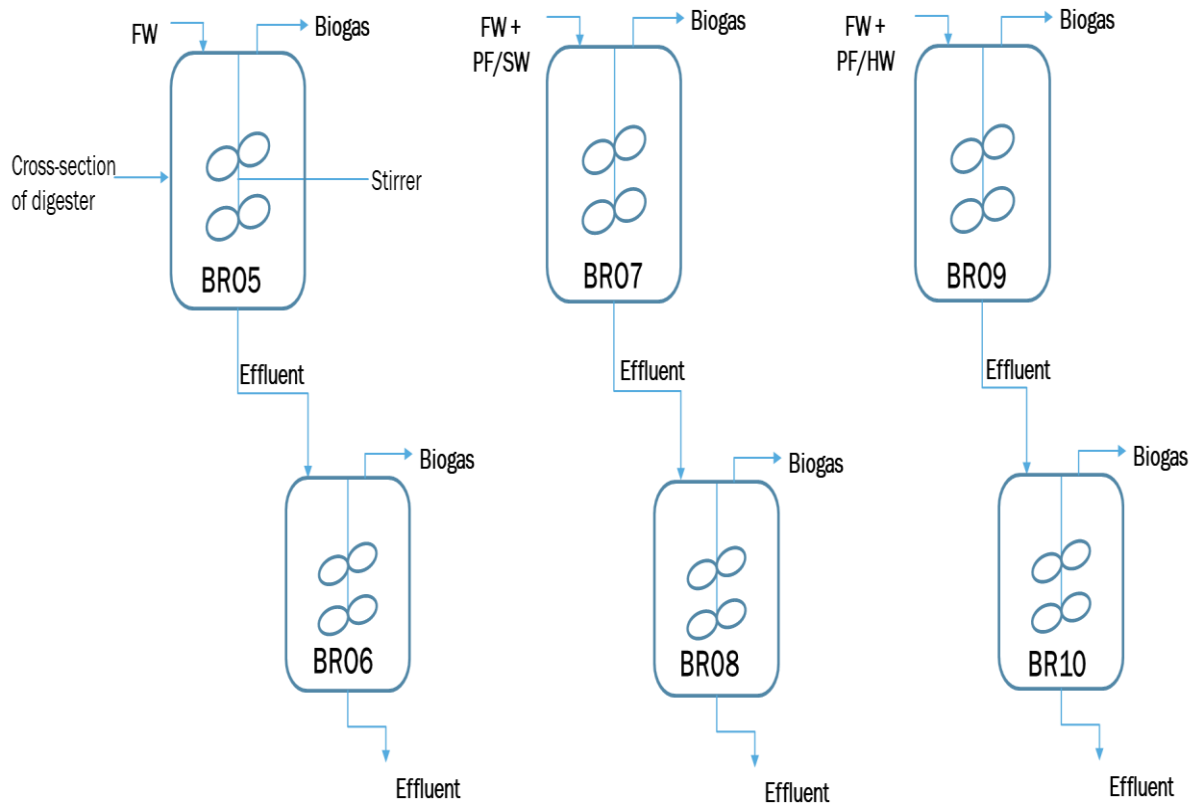 FW
Biogas
FW +
PF/SW
Biogas
FW +
PF/HW
Biogas
Cross-section
of digester
Stirrer
BR05
BR07
BR09
Effluent
Effluent
Effluent
Biogas
Biogas
Biogas
BR06
BR08
BR10
Effluent
Effluent
Effluent